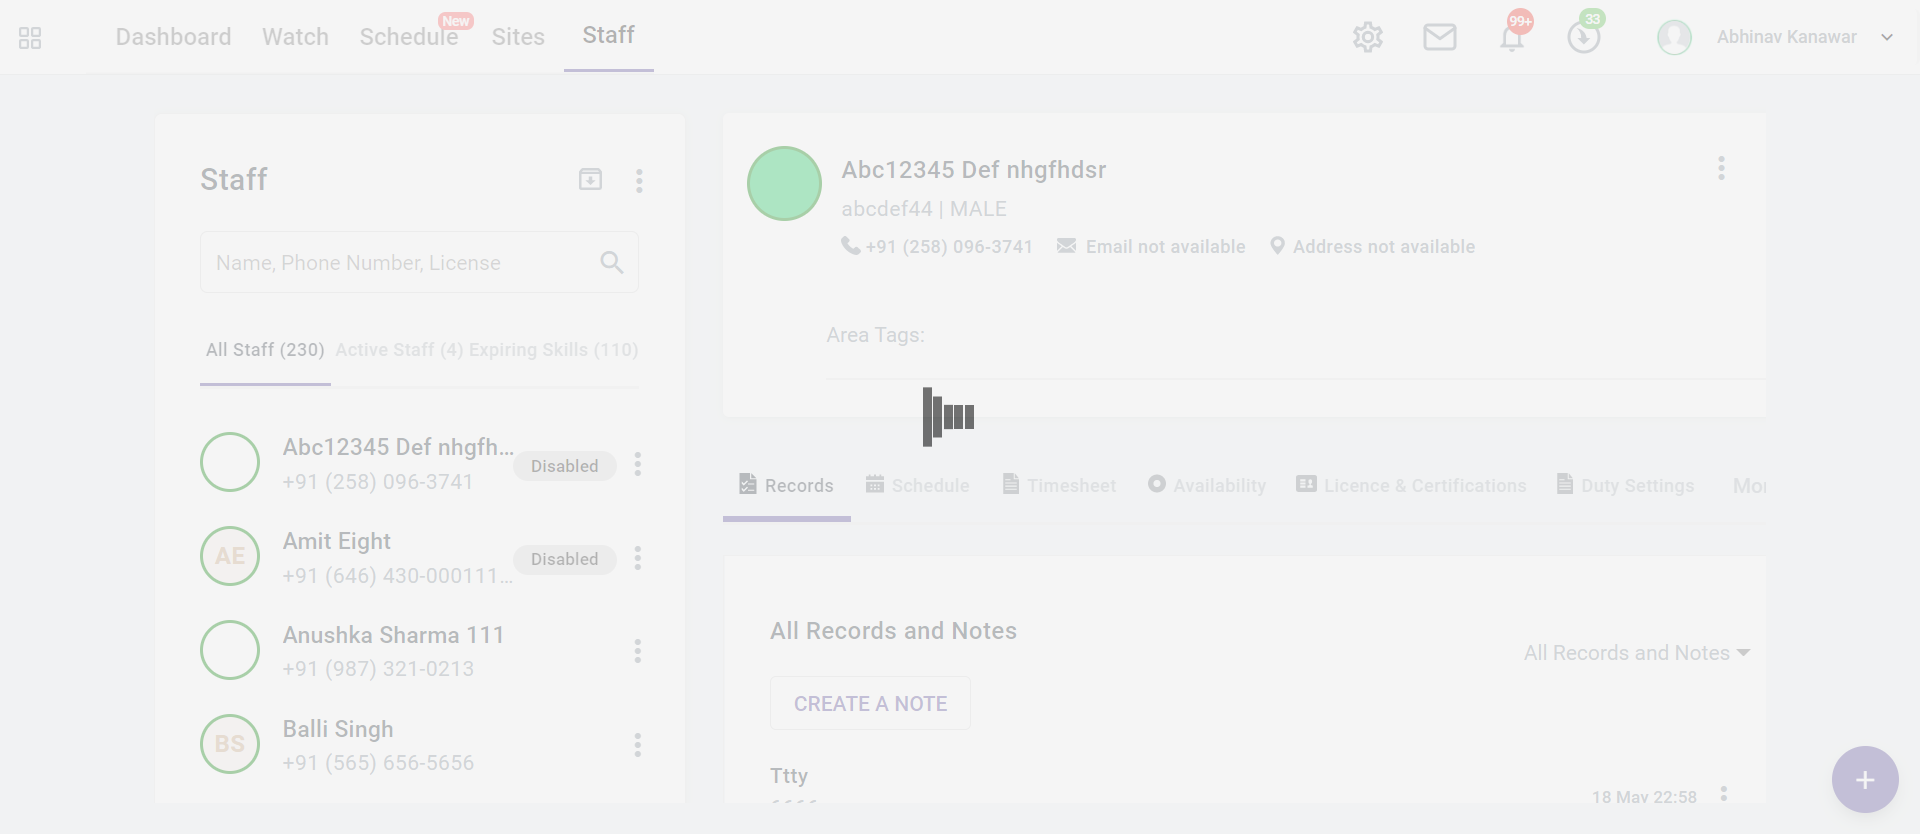 Dashboard Watch Schedule New Sites Staff 99+ 33 Abhinav Kanawar
Staff
Name, Phone Number, License
All Staff (230) Active Staff (4) Expiring Skills (110)
Abc12345 Def nhgfh...
+91 (258) 096-3741
Disabled
AE
Amit Eight
+91 (646) 430-000111...
Disabled
Anushka Sharma 111
+91 (987) 321-0213
BS
Balli Singh
+91 (565) 656-5656
Abc12345 Def nhgfhdsr
abcdef44 | MALE
+91 (258) 096-3741 Email not available Address not available
Area Tags:
Records Schedule Timesheet Availability Licence & Certifications Duty Settings
All Records and Notes
All Records and Notes
CREATE A NOTE
Ttty
18 May 22:58
+